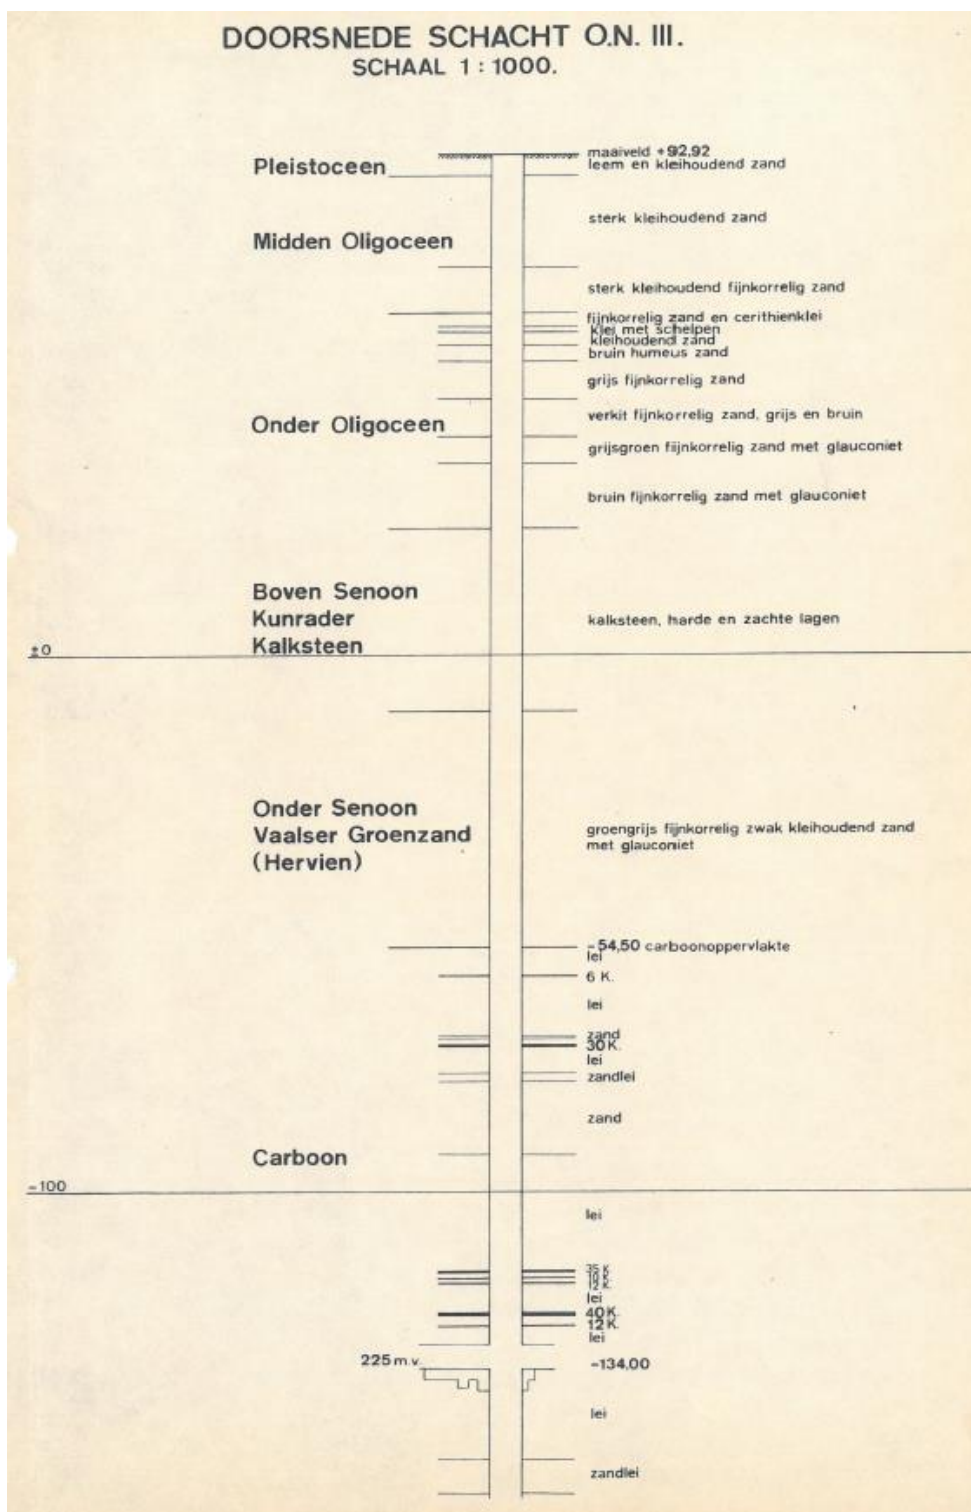 DOORSNEDE SCHACHT O.N. III.
SCHAAL 1 : 1000.
maaiveld +92,92
Pleistoceen
leem en kleihoudend zand
sterk kleihoudend zand
Midden Oligoceen
sterk kleihoudend fijnkorrelig zand
fijnkorrelig zand en cerithienklei
klei met schelpen
kleihoudend zand
bruin humeus zand
grijs fijnkorrelig zand
verkit fijnkorrelig zand, grijs en bruin
Onder Oligoceen
grijsgroen fijnkorrelig zand met glauconiet
bruin fijnkorrelig zand met glauconiet
Boven Senoon
Kunrader
Kalksteen
kalksteen, harde en zachte lagen
±0
Onder Senoon
Vaalser Groenzand
(Hervien)
groengrijs fijnkorrelig zwak kleihoudend zand
met glauconiet
-54,50 carboonoppervlakte
lei
6 K.
lei
zand
30 K.
lei
zandlei
zand
Carboon
-100
lei
35 K.
10 K.
12 K.
lei
40 K.
12 K.
lei
225 m.v.
-134,00
lei
zandlei